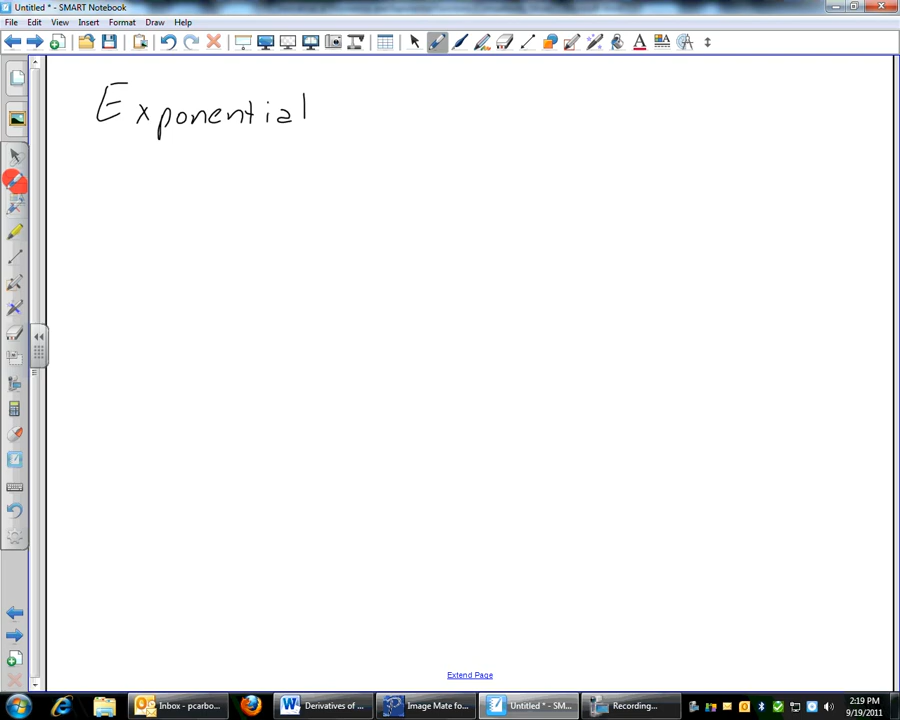 Untitled * - SMART Notebook
File Edit View Insert Format Draw Help
Exponential
Extend Page
Inbox - pcarbo...
Derivatives of ...
Image Mate fo...
Untitled * - SM...
Recording...
2:19 PM
9/19/2011